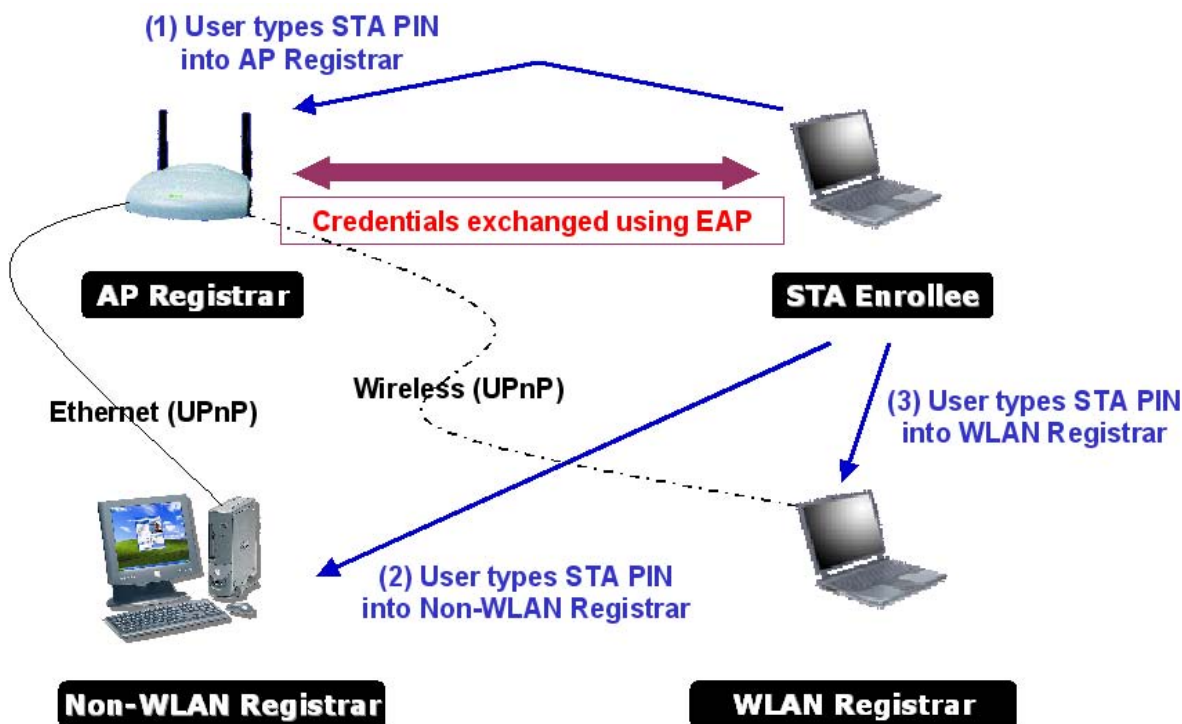 (1) User types STA PIN
into AP Registrar
Credentials exchanged using EAP
AP Registrar
STA Enrollee
Ethernet (UPnP)
Wireless (UPnP)
(3) User types STA PIN
into WLAN Registrar
(2) User types STA PIN
into Non-WLAN Registrar
Non-WLAN Registrar
WLAN Registrar